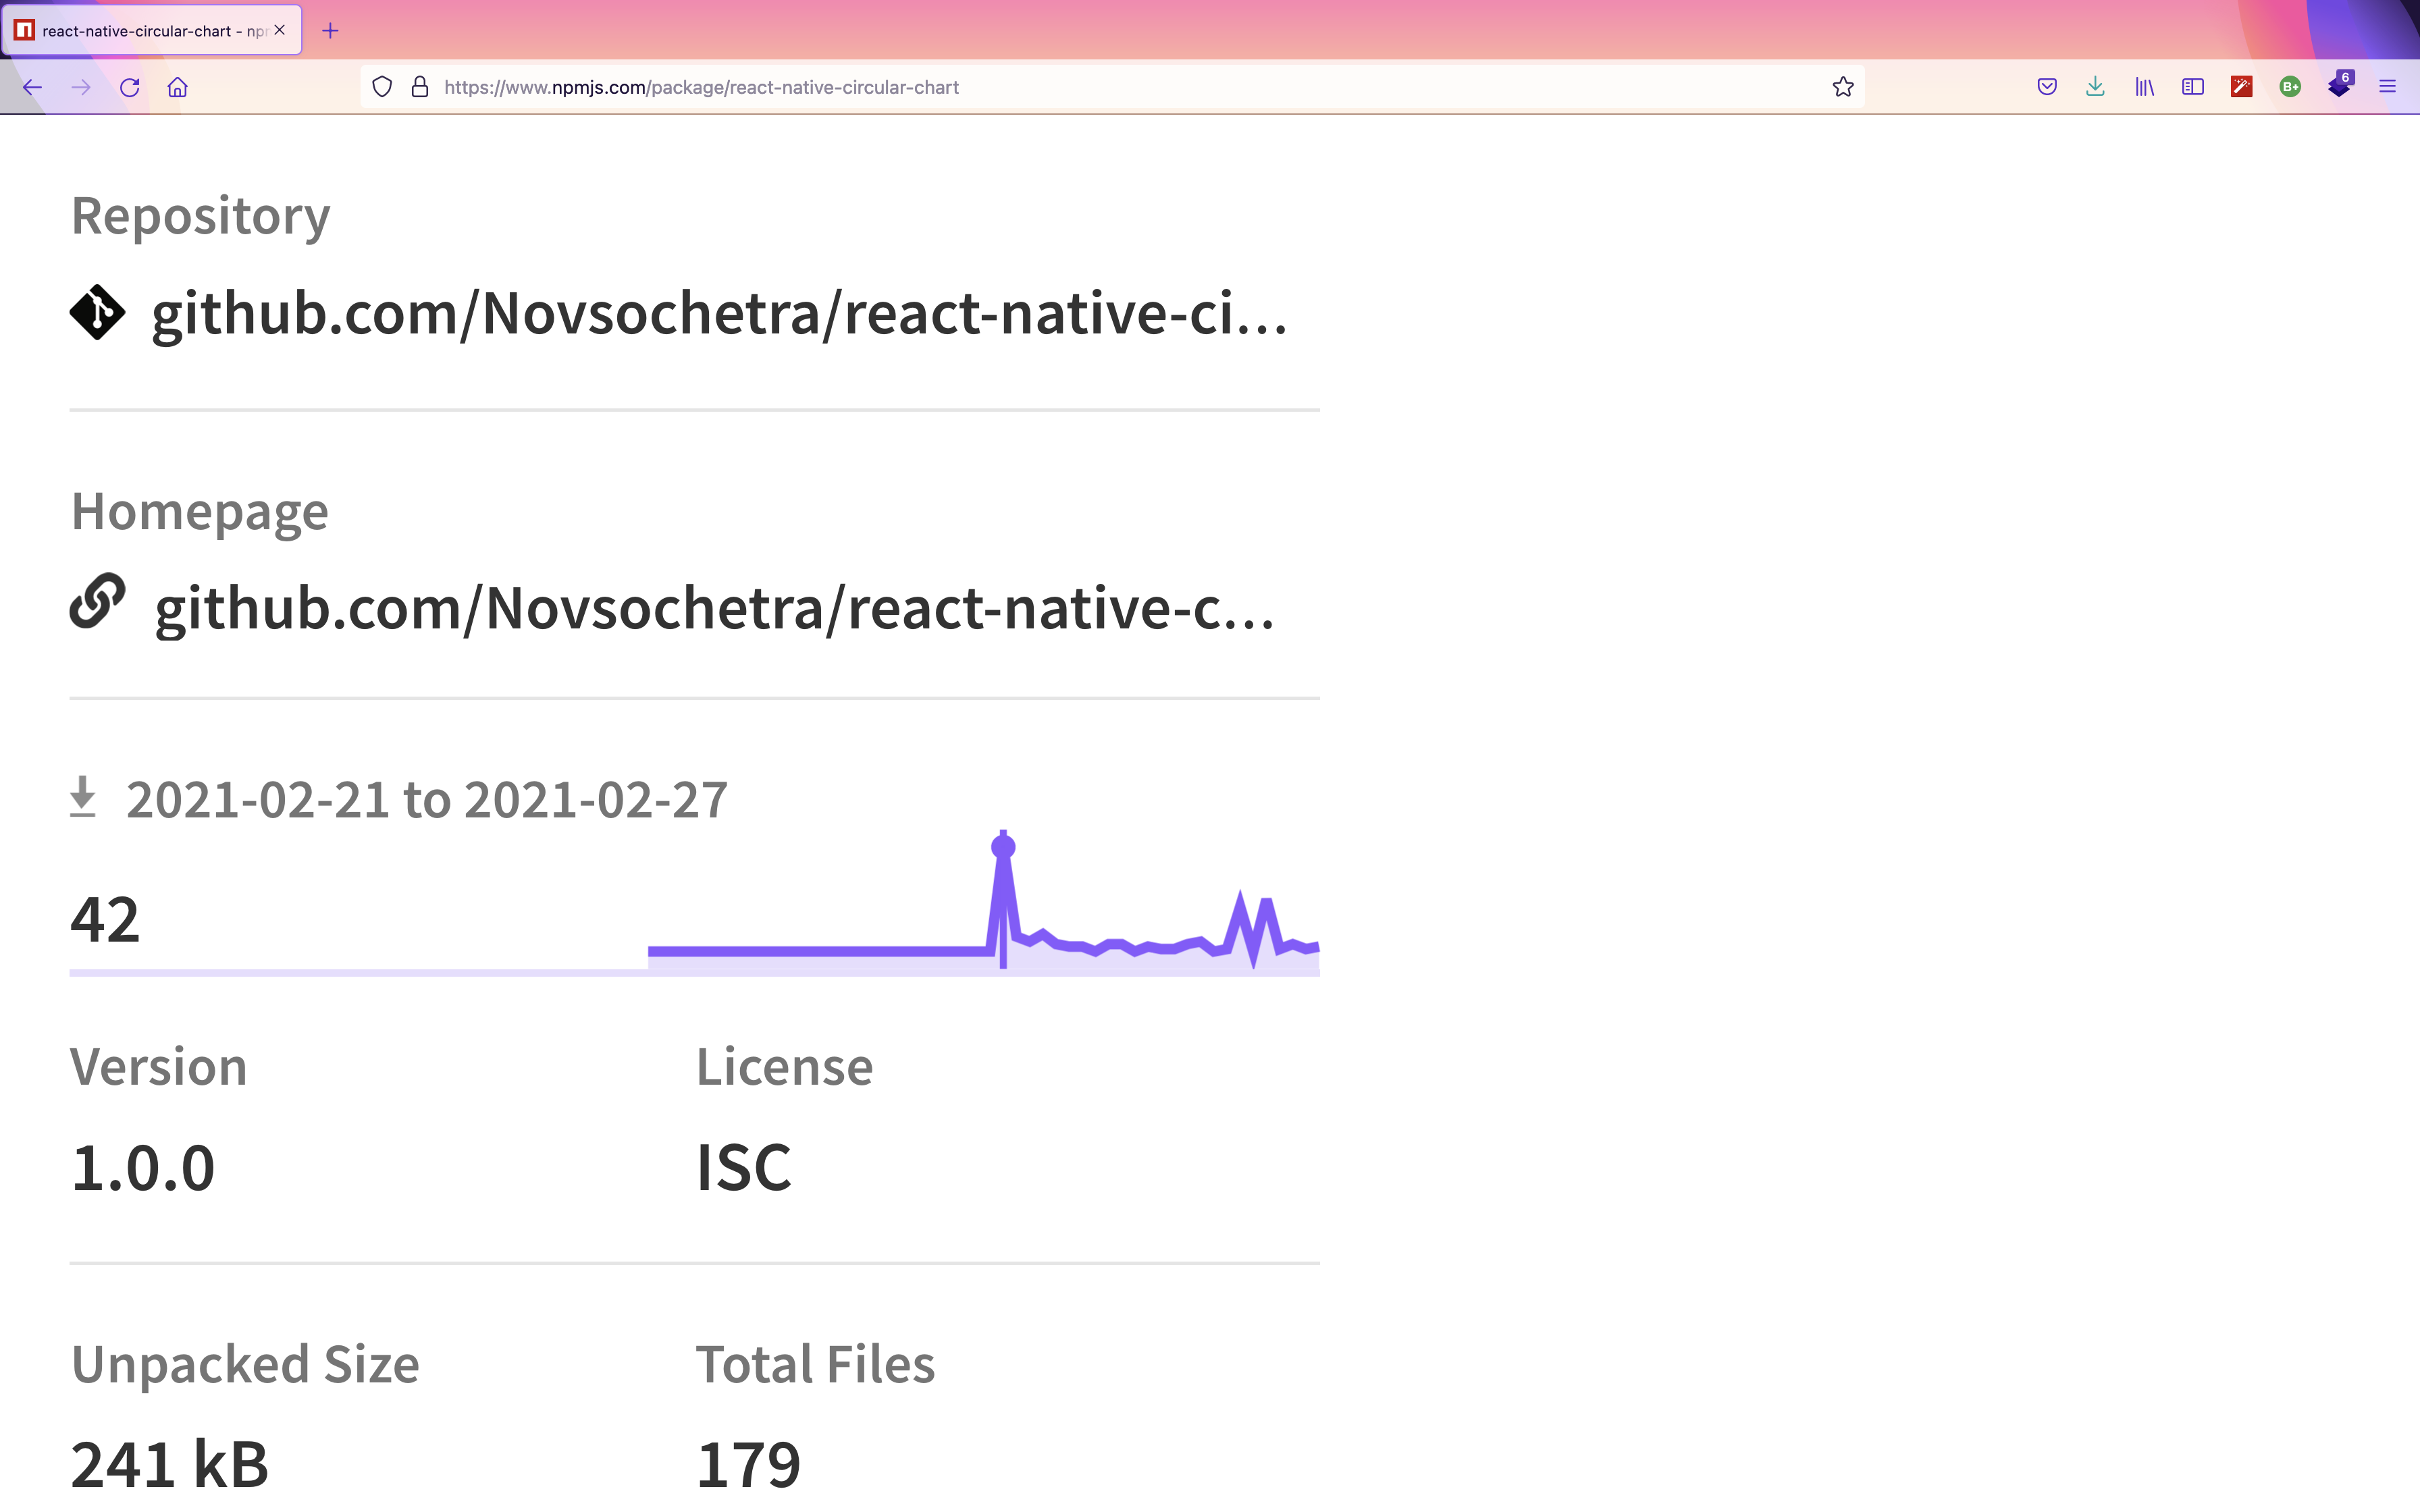 react-native-circular-chart - np
https://www.npmjs.com/package/react-native-circular-chart
B+
6
Repository
github.com/Novsochetra/react-native-ci...
Homepage
github.com/Novsochetra/react-native-c...
2021-02-21 to 2021-02-27
42
Version
License
1.0.0
ISC
Unpacked Size
Total Files
241 kB
179